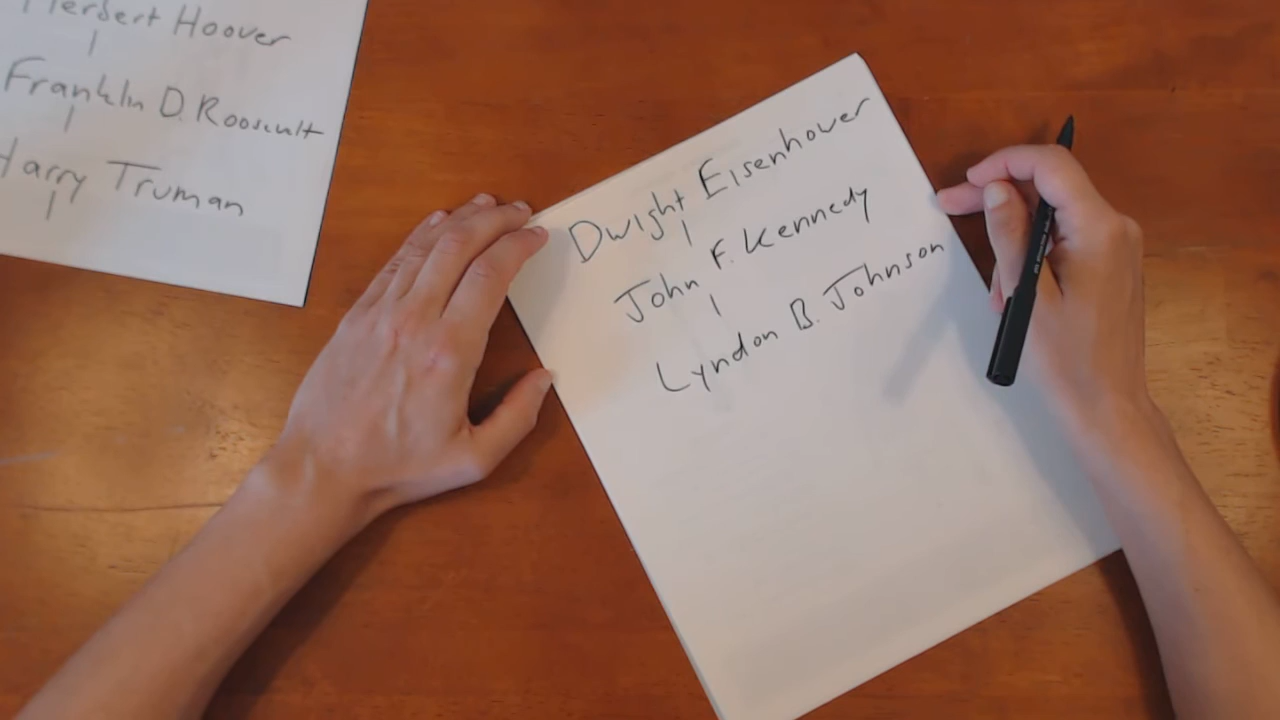 Herbert Hoover
Franklin D. Roosevelt
Harry Truman
Dwight Eisenhower
John F. Kennedy
Lyndon B. Johnson